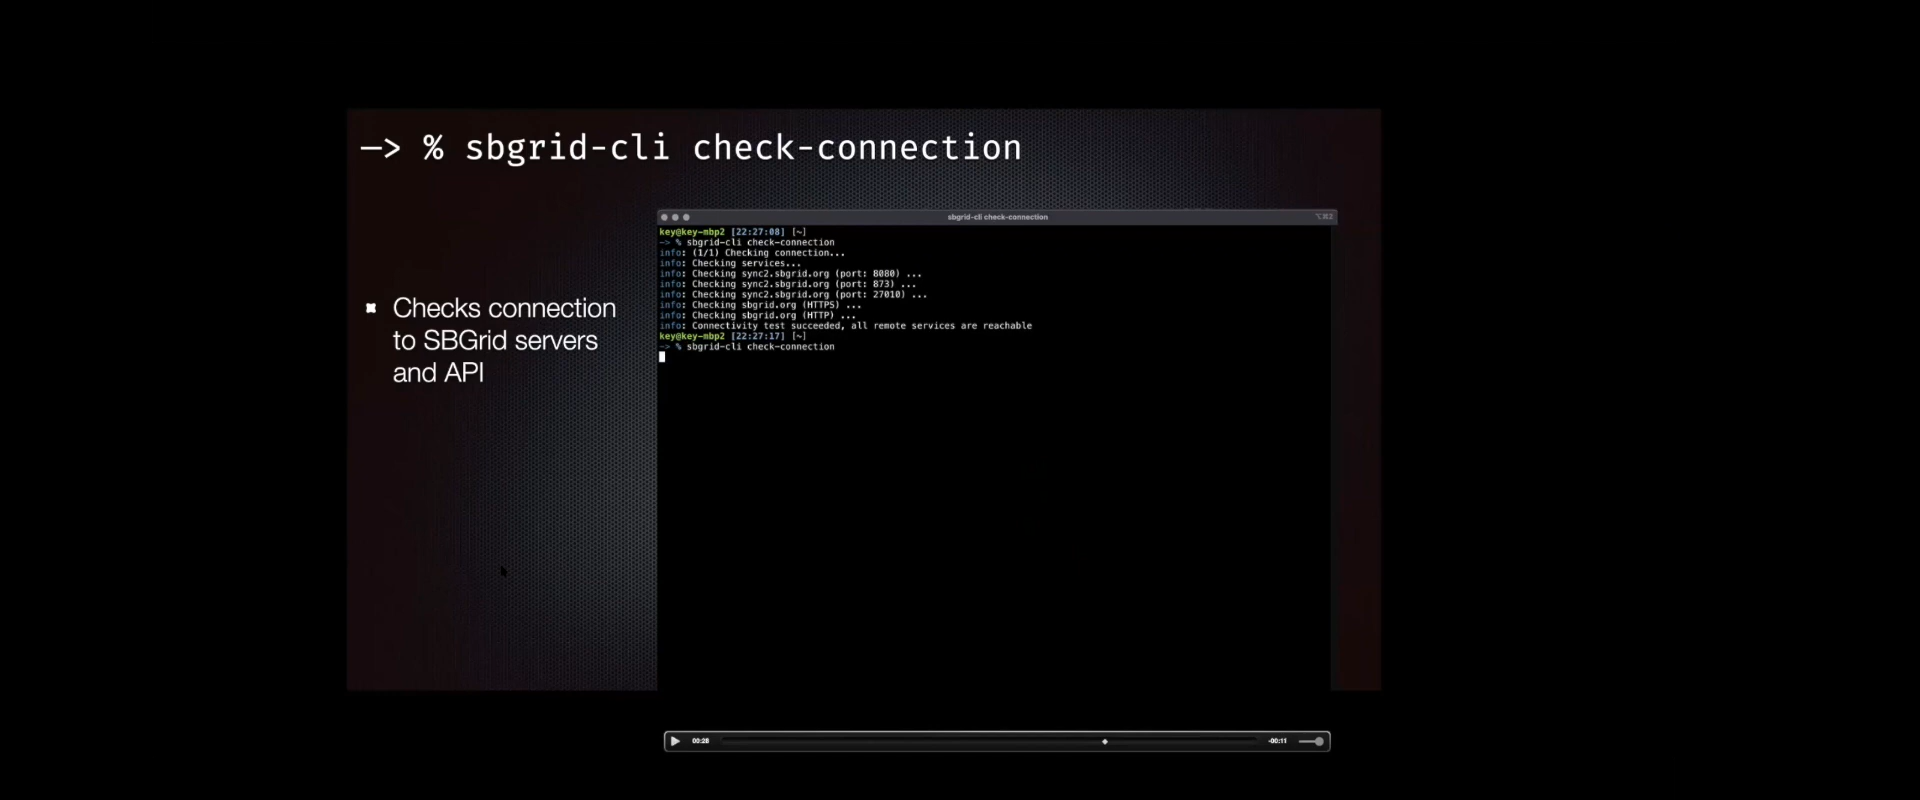 —> % sbgrid-cli check-connection
Checks connection
to SBGrid servers
and API
sbgrid-cli check-connection
⌥⌘2
key@key-mbp2 [22:27:08] [~]
-> % sbgrid-cli check-connection
info: (1/1) Checking connection...
info: Checking services...
info: Checking sync2.sbgrid.org (port: 8080) ...
info: Checking sync2.sbgrid.org (port: 873) ...
info: Checking sync2.sbgrid.org (port: 27010) ...
info: Checking sbgrid.org (HTTPS) ...
info: Checking sbgrid.org (HTTP) ...
info: Connectivity test succeeded, all remote services are reachable
key@key-mbp2 [22:27:17] [~]
-> % sbgrid-cli check-connection
00:28
-00:11